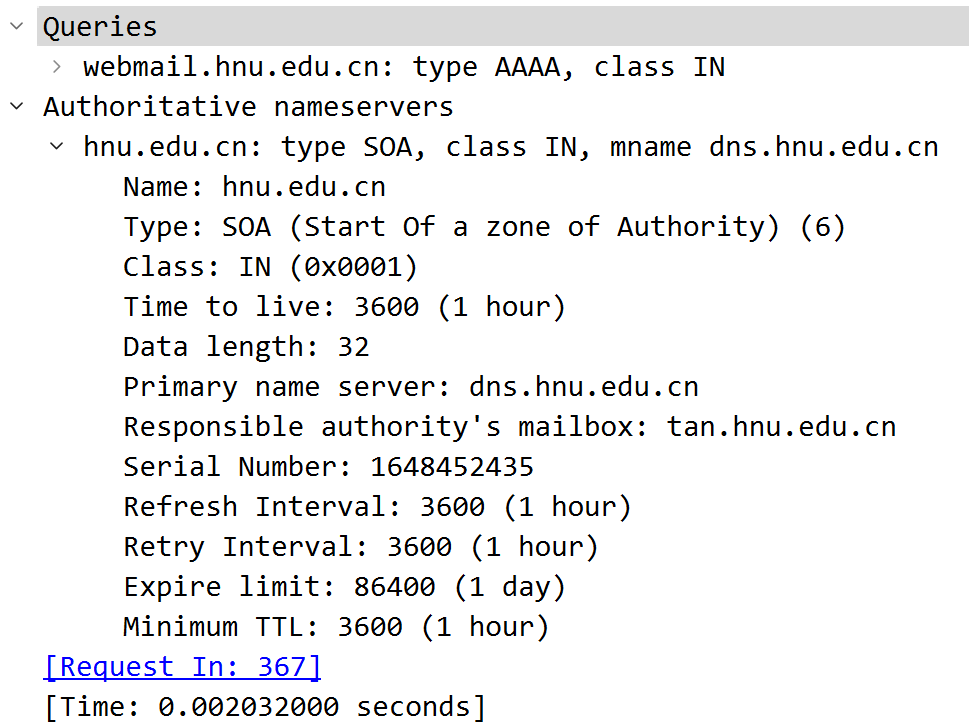 Queries
webmail.hnu.edu.cn: type AAAA, class IN
Authoritative nameservers
hnu.edu.cn: type SOA, class IN, mname dns.hnu.edu.cn
Name: hnu.edu.cn
Type: SOA (Start Of a zone of Authority) (6)
Class: IN (0x0001)
Time to live: 3600 (1 hour)
Data length: 32
Primary name server: dns.hnu.edu.cn
Responsible authority's mailbox: tan.hnu.edu.cn
Serial Number: 1648452435
Refresh Interval: 3600 (1 hour)
Retry Interval: 3600 (1 hour)
Expire limit: 86400 (1 day)
Minimum TTL: 3600 (1 hour)
[Request In: 367]
[Time: 0.002032000 seconds]